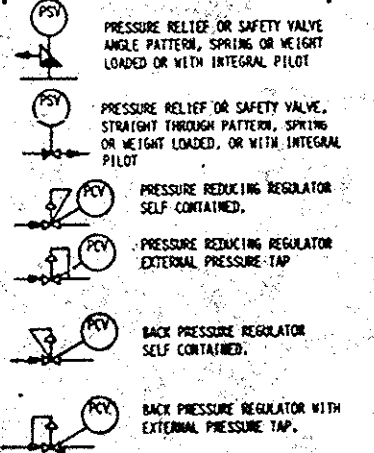 PSV
PRESSURE RELIEF OR SAFETY VALVE
ANGLE PATTERN, SPRING OR WEIGHT
LOADED OR WITH INTEGRAL PILOT
PSV
PRESSURE RELIEF OR SAFETY VALVE,
STRAIGHT THROUGH PATTERN, SPRING
OR WEIGHT LOADED, OR WITH INTEGRAL
PILOT
PCV
PRESSURE REDUCING REGULATOR
SELF CONTAINED.
PCV
PRESSURE REDUCING REGULATOR
EXTERNAL PRESSURE TAP
PCV
BACK PRESSURE REGULATOR
SELF CONTAINED.
PCV
BACK PRESSURE REGULATOR WITH
EXTERNAL PRESSURE TAP.